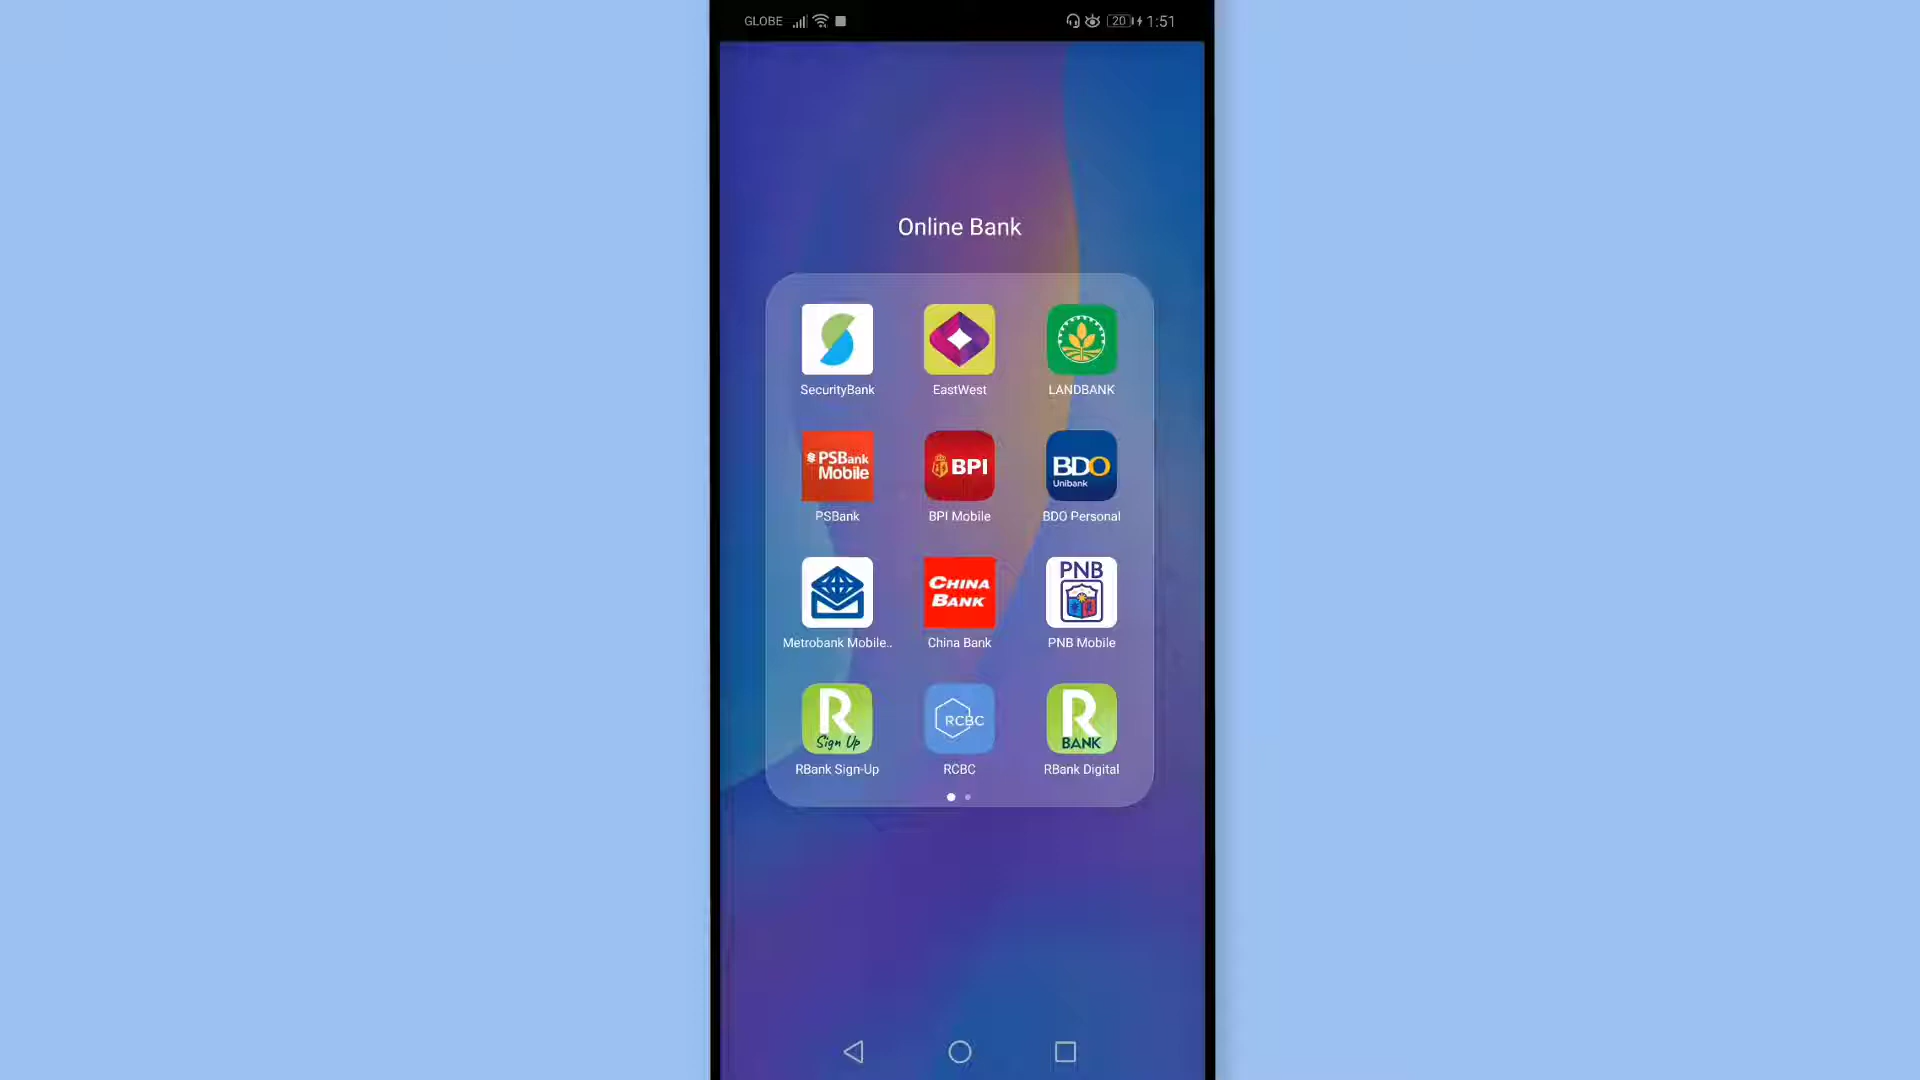 GLOBE 20 1:51
Online Bank
SecurityBank EastWest LANDBANK
PSBank
Mobile
BPI
BDO
Unibank
PSBank BPI Mobile BDO Personal
CHINA
BANK
PNB
Metrobank Mobile.. China Bank PNB Mobile
R
Sign Up
RCBC
R
BANK
RBank Sign-Up RCBC RBank Digital